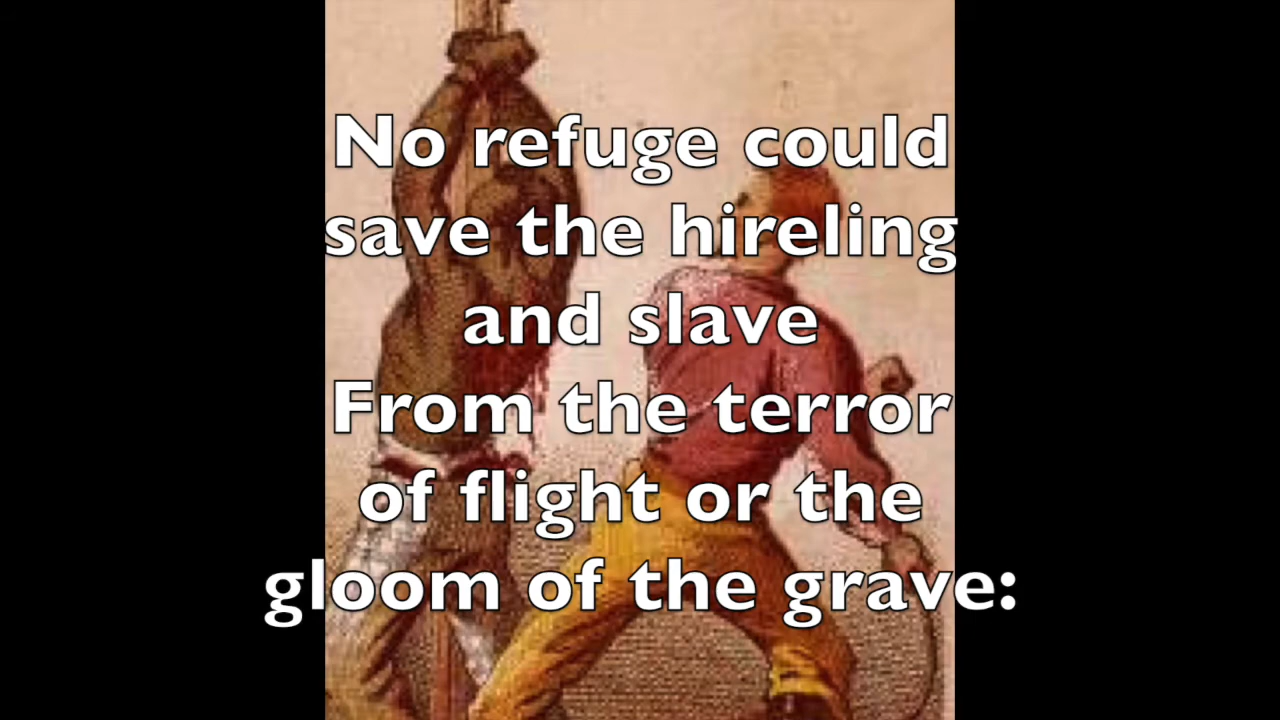 No refuge could
save the hireling
and slave
From the terror
of flight or the
gloom of the grave: